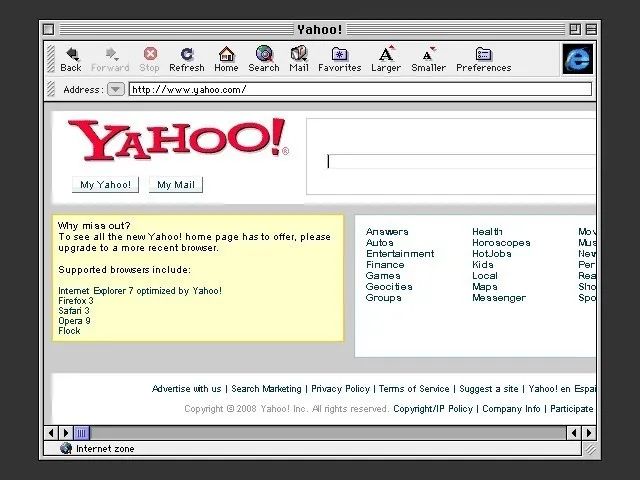 Yahoo!
Back Forward Stop Refresh Home Search Mail Favorites Larger Smaller Preferences
Address: http://www.yahoo.com/
YAHOO!®
My Yahoo! My Mail
Why miss out?
To see all the new Yahoo! home page has to offer, please
upgrade to a more recent browser.
Supported browsers include:
Internet Explorer 7 optimized by Yahoo!
Firefox 3
Safari 3
Opera 9
Flock
Answers Health Mov
Autos Horoscopes Mus
Entertainment HotJobs New
Finance Kids Per
Games Local Rea
Geocities Maps Sho
Groups Messenger Spo
Advertise with us | Search Marketing | Privacy Policy | Terms of Service | Suggest a site | Yahoo! en Espai
Copyright © 2008 Yahoo! Inc. All rights reserved. Copyright/IP Policy | Company Info | Participate
Internet zone